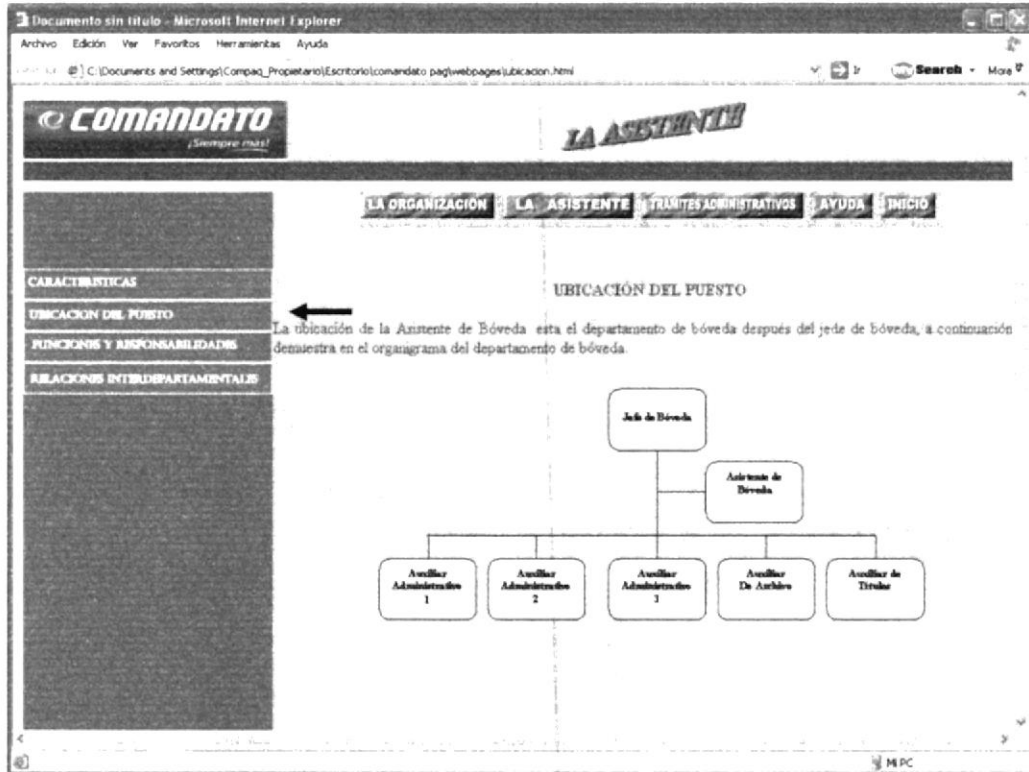 Documento sin título - Microsoft Internet Explorer
Archivo Edición Ver Favoritos Herramientas Ayuda
C:\Documents and Settings\Compaq_Propietario\Escritorio\comandato pag\webpages\ubicacion.html Ir Search More
COMANDATO
¡Siempre más!
LA ASISTENTE
LA ORGANIZACIÓN LA ASISTENTE TRAMITES ADMINISTRATIVOS AYUDA INICIO
CARACTERISTICAS
UBICACION DEL PUESTO
FUNCIONES Y RESPONSABILIDADES
RELACIONES INTERDEPARTAMENTALES
UBICACIÓN DEL PUESTO
La ubicación de la Asistente de Bóveda esta el departamento de bóveda después del jede de bóveda, a continuación
demuestra en el organigrama del departamento de bóveda.
Jefe de Bóveda
Asistente de
Bóveda
Auxiliar
Administrativo
1
Auxiliar
Administrativo
2
Auxiliar
Administrativo
3
Auxiliar
De Archivo
Auxiliar de
Títulos
Mi PC